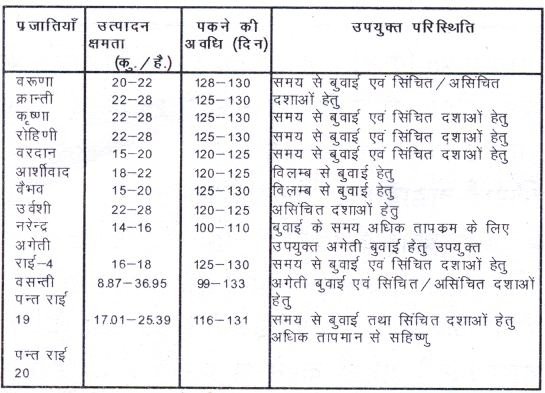 प्रजातियाँ उत्पादन पकने की उपयुक्त परिस्थिति
क्षमता अवधि (दिन)
(कु. / है.)
वरूणा 20–22 128–130 समय से बुवाई एवं सिंचित / असिंचित
क्रान्ती 22–28 125–130 दशाओं हेतु
कृष्णा 22–28 125–130 समय से बुवाई एवं सिंचित दशाओं हेतु
रोहिणी 22–28 125–130 समय से बुवाई एवं सिंचित दशाओं हेतु
वरदान 15–20 120–125 समय से बुवाई एवं सिंचित दशाओं हेतु
आर्शीवाद 18–22 120–125 विलम्ब से बुवाई हेतु
वैभव 15–20 125–130 विलम्ब से बुवाई हेतु
उर्वशी 22–28 120–125 असिंचित दशाओं हेतु
नरेन्द्र 14–16 100–110 बुवाई के समय अधिक तापक्रम के लिए
अगेती उपयुक्त अगेती बुवाई हेतु उपयुक्त
राई–4 16–18 125–130 समय से बुवाई एवं सिंचित दशाओं हेतु
वसन्ती 8.87–36.95 99–133 अगेती बुवाई एवं सिंचित / असिंचित दशाओं
पन्त राई हेतु
19 17.01–25.39 116–131 समय से बुवाई तथा सिंचित दशाओं हेतु
अधिक तापमान से सहिष्णु
पन्त राई
20